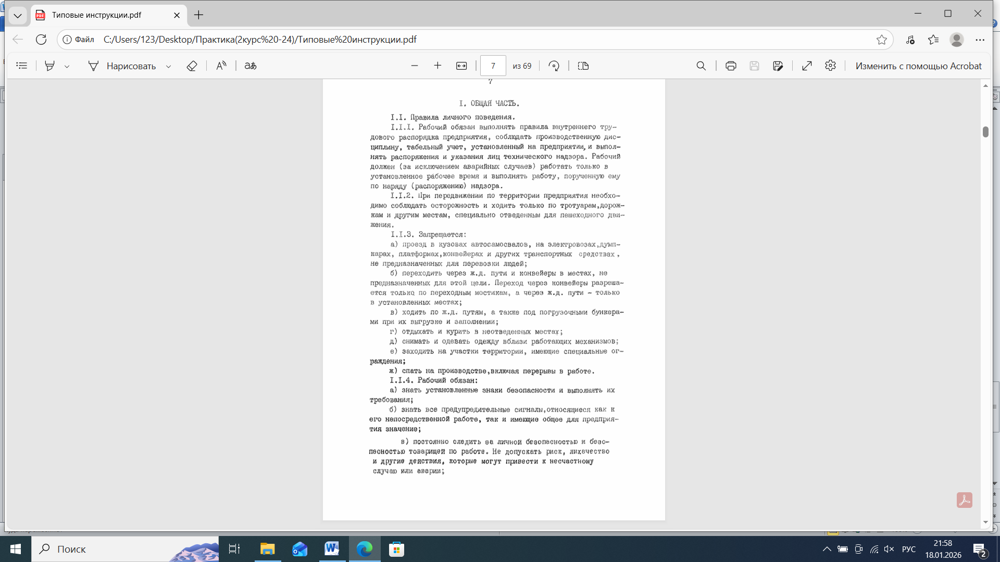 Типовые инструкции.pdf
Файл C:/Users/123/Desktop/Практика(2курс%20-24)/Типовые%20инструкции.pdf
Нарисовать
7 из 69
Изменить с помощью Acrobat
7
I. ОБЩАЯ ЧАСТЬ.
I.I. Правила личного поведения.
I.I.I. Рабочий обязан выполнять правила внутреннего тру-
дового распорядка предприятия, соблюдать производственную дис-
циплину, табельный учет, установленный на предприятии, и выпол-
нять распоряжения и указания лиц технического надзора. Рабочий
должен (за исключением аварийных случаев) работать только в
установленное рабочее время и выполнять работу, порученную ему
по наряду (распоряжению) надзора.
I.I.2. При передвижении по территории предприятия необхо-
димо соблюдать осторожность и ходить только по тротуарам,дорож-
кам и другим местам, специально отведенным для пешеходного дви-
жения.
I.I.3. Запрещается:
а) проезд в кузовах автосамосвалов, на электровозах,думп-
карах, платформах,конвейерах и других транспортных средствах,
не предназначенных для перевозки людей;
б) переходить через ж.д. пути и конвейеры в местах, не
предназначенных для этой цели. Переход через конвейеры разреша-
ется только по переходным мостикам, а через ж.д. пути - только
в установленных местах;
в) ходить по ж.д. путям, а также под погрузочными бункера-
ми при их выгрузке и заполнении;
г) отдыхать и курить в неотведенных местах;
д) снимать и одевать одежду вблизи работающих механизмов;
е) заходить на участки территории, имеющие специальные ог-
раждения;
ж) спать на производстве,включая перерывы в работе.
I.I.4. Рабочий обязан:
а) знать установленные знаки безопасности и выполнять их
требования;
б) знать все предупредительные сигналы,относящиеся как к
его непосредственной работе, так и имеющие общее для предприя-
тия значение;
в) постоянно следить за личной безопасностью и безо-
пасностью товарищей по работе. Не допускать риск, лихачество
и другие действия, которые могут привести к несчастному
случаю или аварии;
Поиск
РУС
21:58
18.01.2026
2